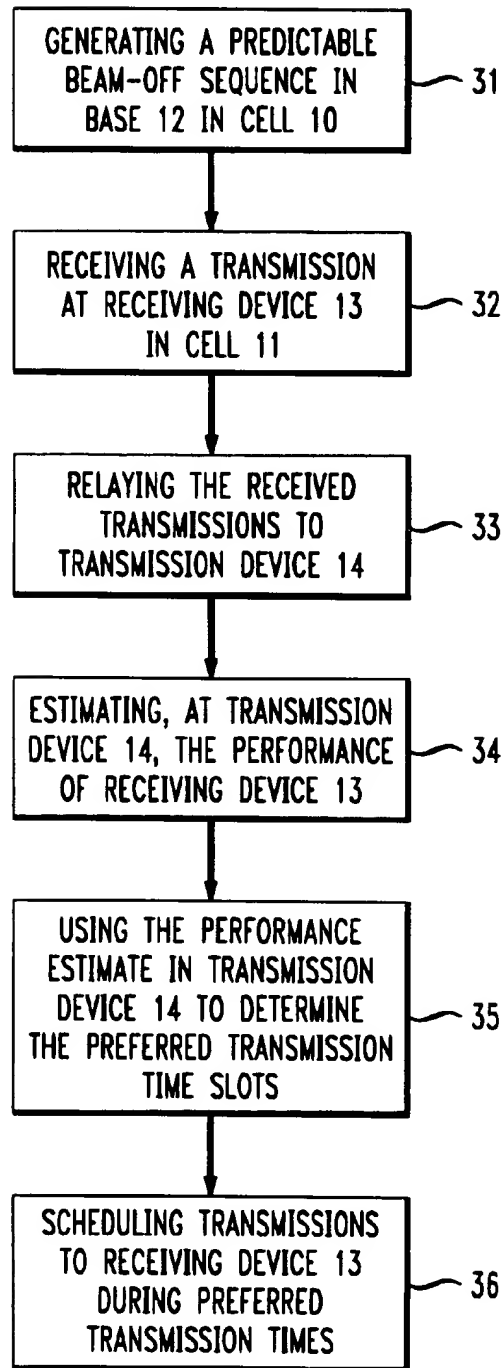 GENERATING A PREDICTABLE
BEAM-OFF SEQUENCE IN
BASE 12 IN CELL 10
31
RECEIVING A TRANSMISSION
AT RECEIVING DEVICE 13
IN CELL 11
32
RELAYING THE RECEIVED
TRANSMISSIONS TO
TRANSMISSION DEVICE 14
33
ESTIMATING, AT TRANSMISSION
DEVICE 14, THE PERFORMANCE
OF RECEIVING DEVICE 13
34
USING THE PERFORMANCE
ESTIMATE IN TRANSMISSION
DEVICE 14 TO DETERMINE
THE PREFERRED TRANSMISSION
TIME SLOTS
35
SCHEDULING TRANSMISSIONS
TO RECEIVING DEVICE 13
DURING PREFERRED
TRANSMISSION TIMES
36